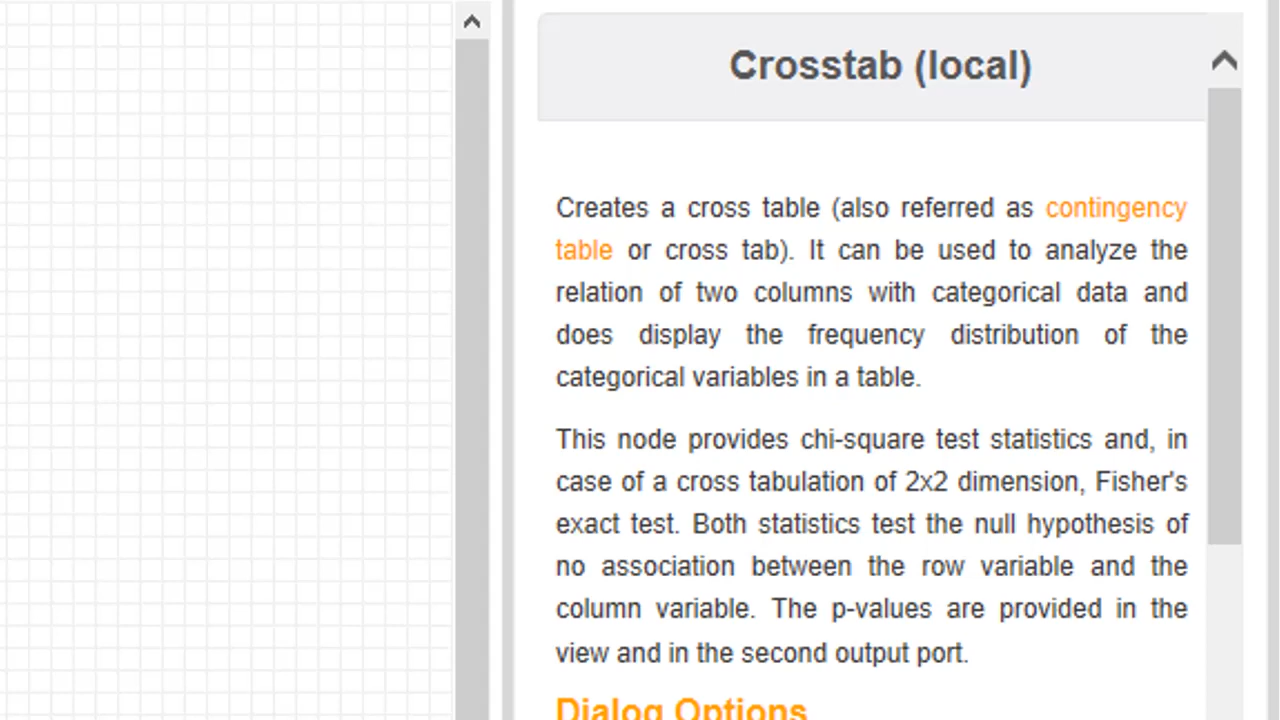 Crosstab (local)
Creates a cross table (also referred as contingency
table or cross tab). It can be used to analyze the
relation of two columns with categorical data and
does display the frequency distribution of the
categorical variables in a table.
This node provides chi-square test statistics and, in
case of a cross tabulation of 2x2 dimension, Fisher's
exact test. Both statistics test the null hypothesis of
no association between the row variable and the
column variable. The p-values are provided in the
view and in the second output port.
Dialog Options